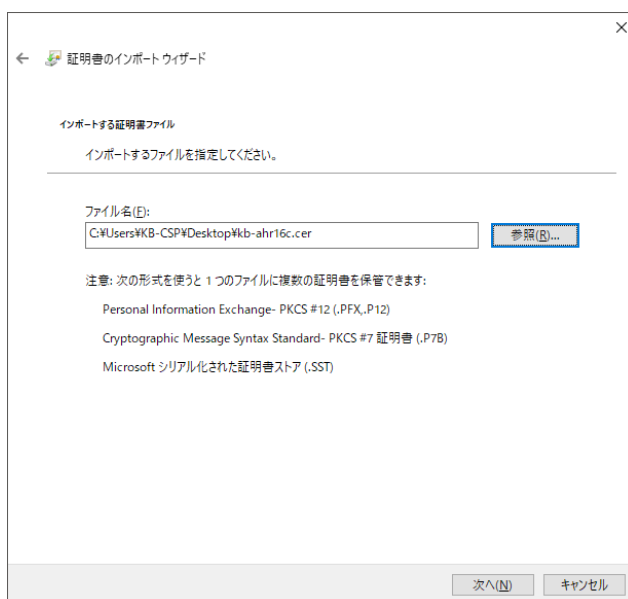 証明書のインポート ウィザード
インポートする証明書ファイル
インポートするファイルを指定してください。
ファイル名(F):
C:¥Users¥KB-CSP¥Desktop¥kb-ahr16c.cer
参照(R)...
注意: 次の形式を使うと 1 つのファイルに複数の証明書を保管できます:
Personal Information Exchange- PKCS #12 (.PFX,.P12)
Cryptographic Message Syntax Standard- PKCS #7 証明書 (.P7B)
Microsoft シリアル化された証明書ストア (.SST)
次へ(N)
キャンセル